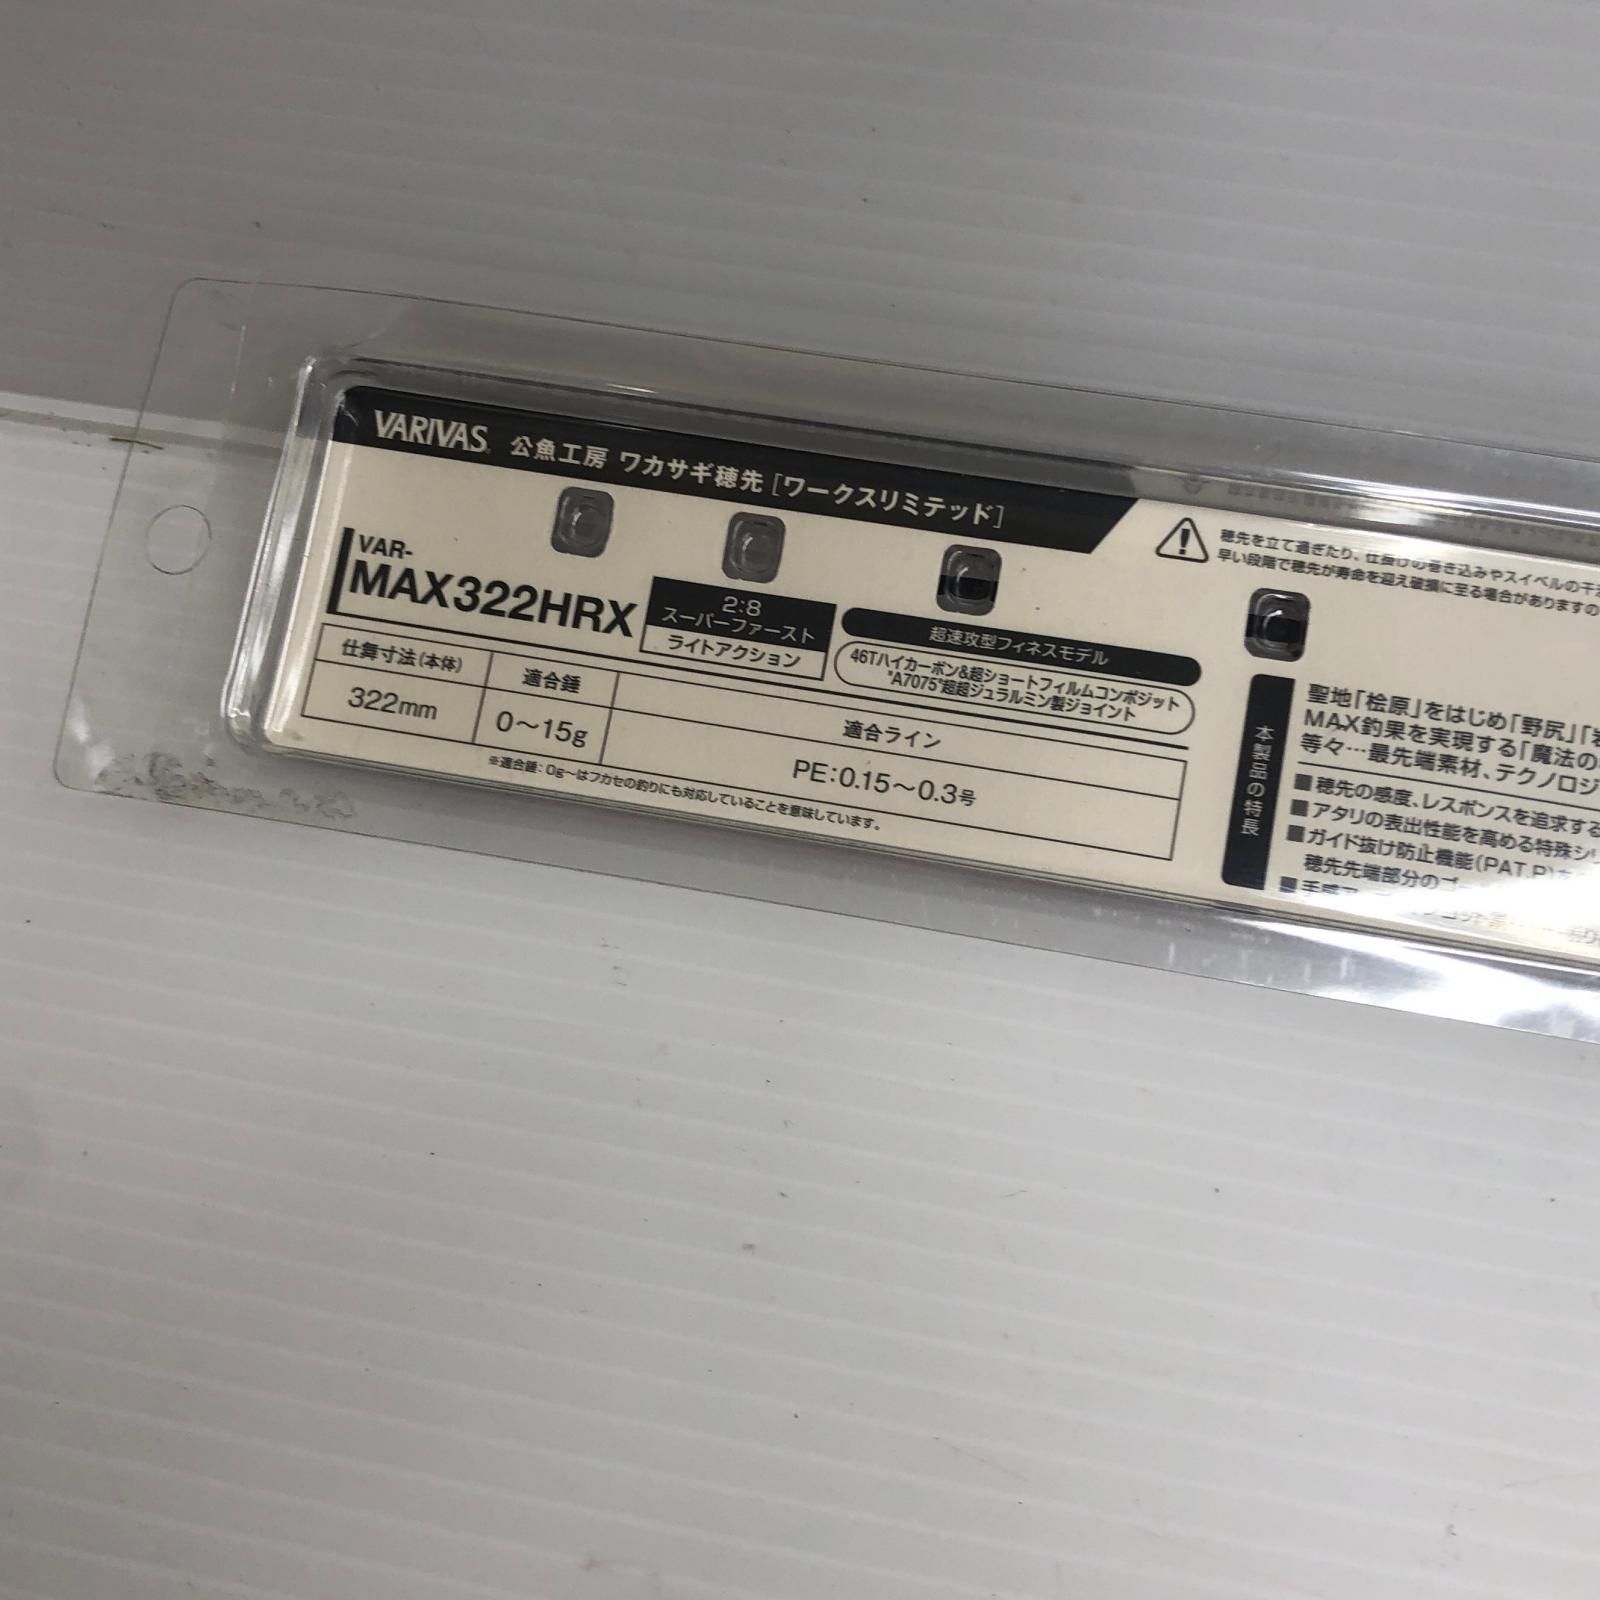 VARIVAS 公魚工房 ワカサギ穂先 [ワークスリミテッド]
VAR-
MAX322HRX
2:8
スーパーファースト
ライトアクション
超速攻型フィネスモデル
46Tハイカーボン&超ショートフィルムコンポジット
"A7075"超超ジュラルミン製ジョイント
仕舞寸法(本体) 適合錘 適合ライン
322mm 0～15g PE:0.15～0.3号
※適合錘:0g～はフカセの釣りにも対応していることを意味しています。
穂先を立て過ぎたり、仕掛けの巻き込みやスイベルの干
早い段階で穂先が寿命を迎え破損に至る場合がありますの
本製品の特長
聖地「桧原」をはじめ「野尻」「
MAX釣果を実現する「魔法の
等々…最先端素材、テクノロジ
■穂先の感度、レスポンスを追求する
■アタリの表出性能を高める特殊シ
■ガイド抜け防止機能(PAT.P)
穂先先端部分の
■手感